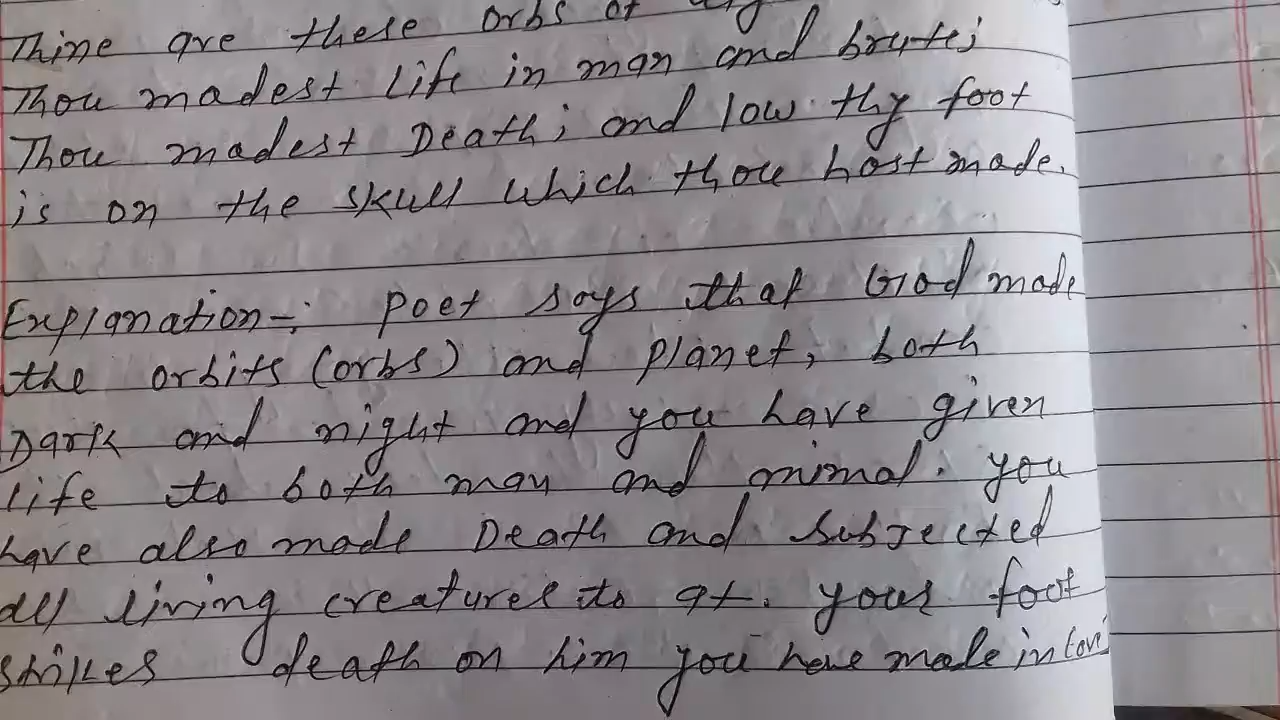 Thine are these orbs of
Thou madest Life in man and brute;
Thou madest Death; and low thy foot
is on the skull which thou hast made.
Explanation-: Poet says that God made
the orbits (orbs) and planet, both
Dark and night and you have given
life to both man and animal. you
have also made Death and subjected
all living creatures to at. your foot
strikes death on him you have made in